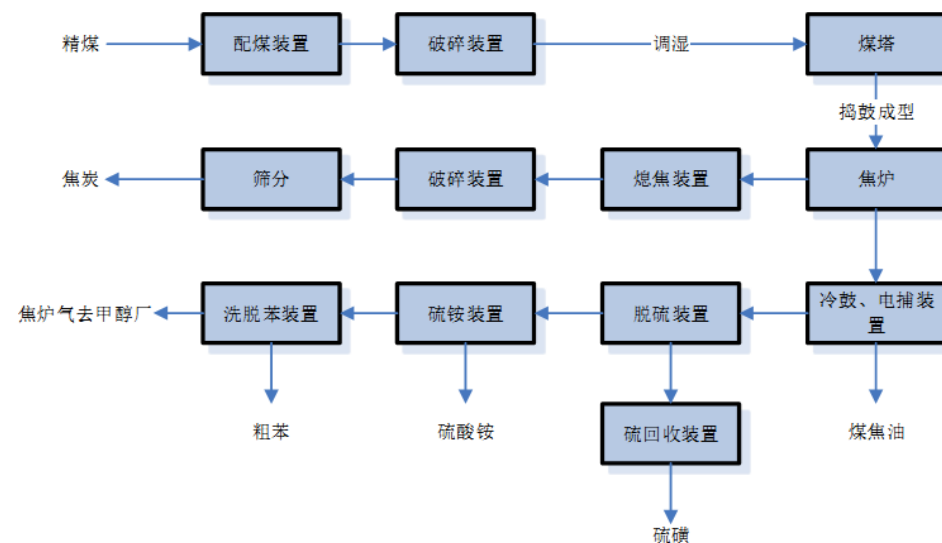 精煤
配煤装置
破碎装置
调湿
煤塔
捣鼓成型
焦炭
筛分
破碎装置
熄焦装置
焦炉
焦炉气去甲醇厂
洗脱苯装置
硫铵装置
脱硫装置
冷鼓、电捕装
置
粗苯
硫酸铵
硫回收装置
煤焦油
硫磺